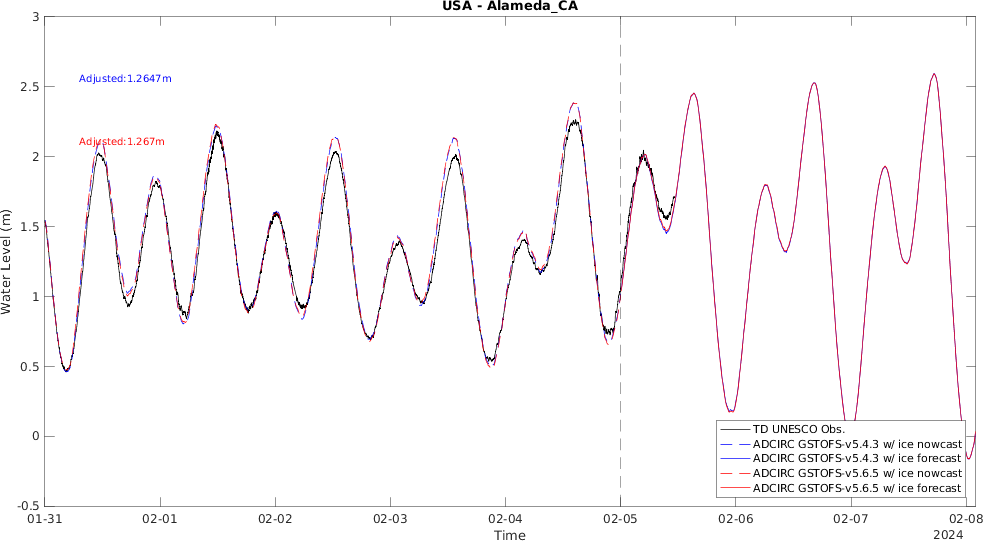 USA - Alameda_CA
3
2.5
2
1.5
1
0.5
0
-0.5
Water Level (m)
Adjusted:1.2647m
Adjusted:1.267m
TD UNESCO Obs.
ADCIRC GSTOFS-v5.4.3 w/ ice nowcast
ADCIRC GSTOFS-v5.4.3 w/ ice forecast
ADCIRC GSTOFS-v5.6.5 w/ ice nowcast
ADCIRC GSTOFS-v5.6.5 w/ ice forecast
01-31 02-01 02-02 02-03 02-04 02-05 02-06 02-07 02-08
Time
2024